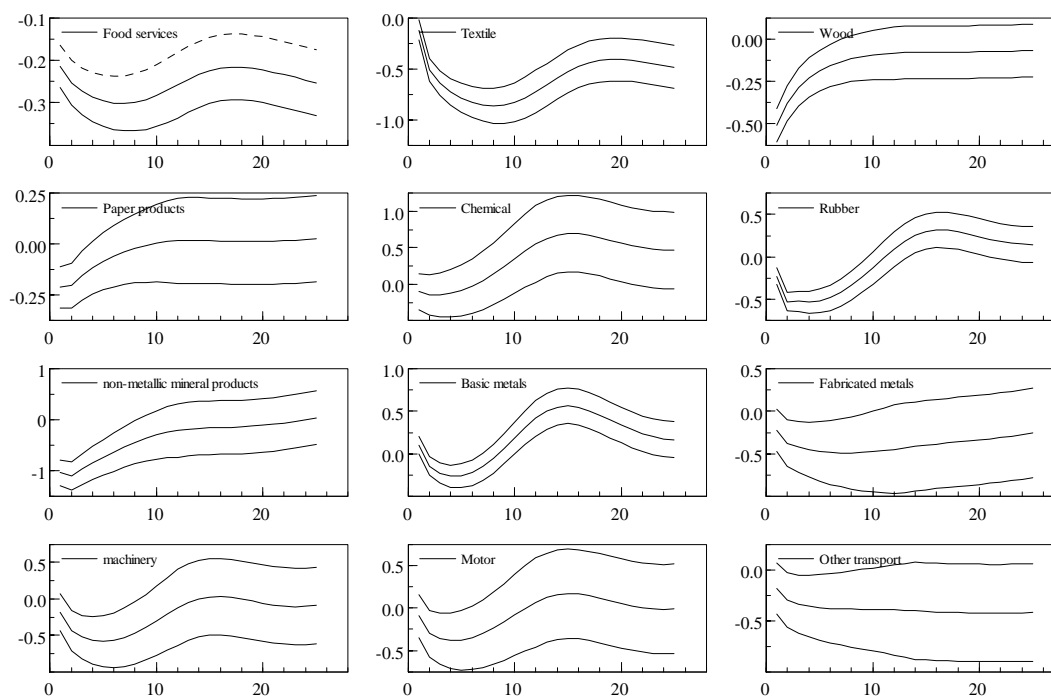 -0.1
Food services
-0.2
-0.3
0 10 20
0.0
Textile
-0.5
-1.0
0 10 20
0.00
Wood
-0.25
-0.50
0 10 20
0.25
Paper products
0.00
-0.25
0 10 20
1.0
Chemical
0.5
0.0
0 10 20
0.5
Rubber
0.0
-0.5
0 10 20
1
non-metallic mineral products
0
-1
0 10 20
1.0
Basic metals
0.5
0.0
0 10 20
0.5
Fabricated metals
0.0
-0.5
0 10 20
0.5
machinery
0.0
-0.5
0 10 20
0.5
Motor
0.0
-0.5
0 10 20
0.0
Other transport
-0.5
0 10 20